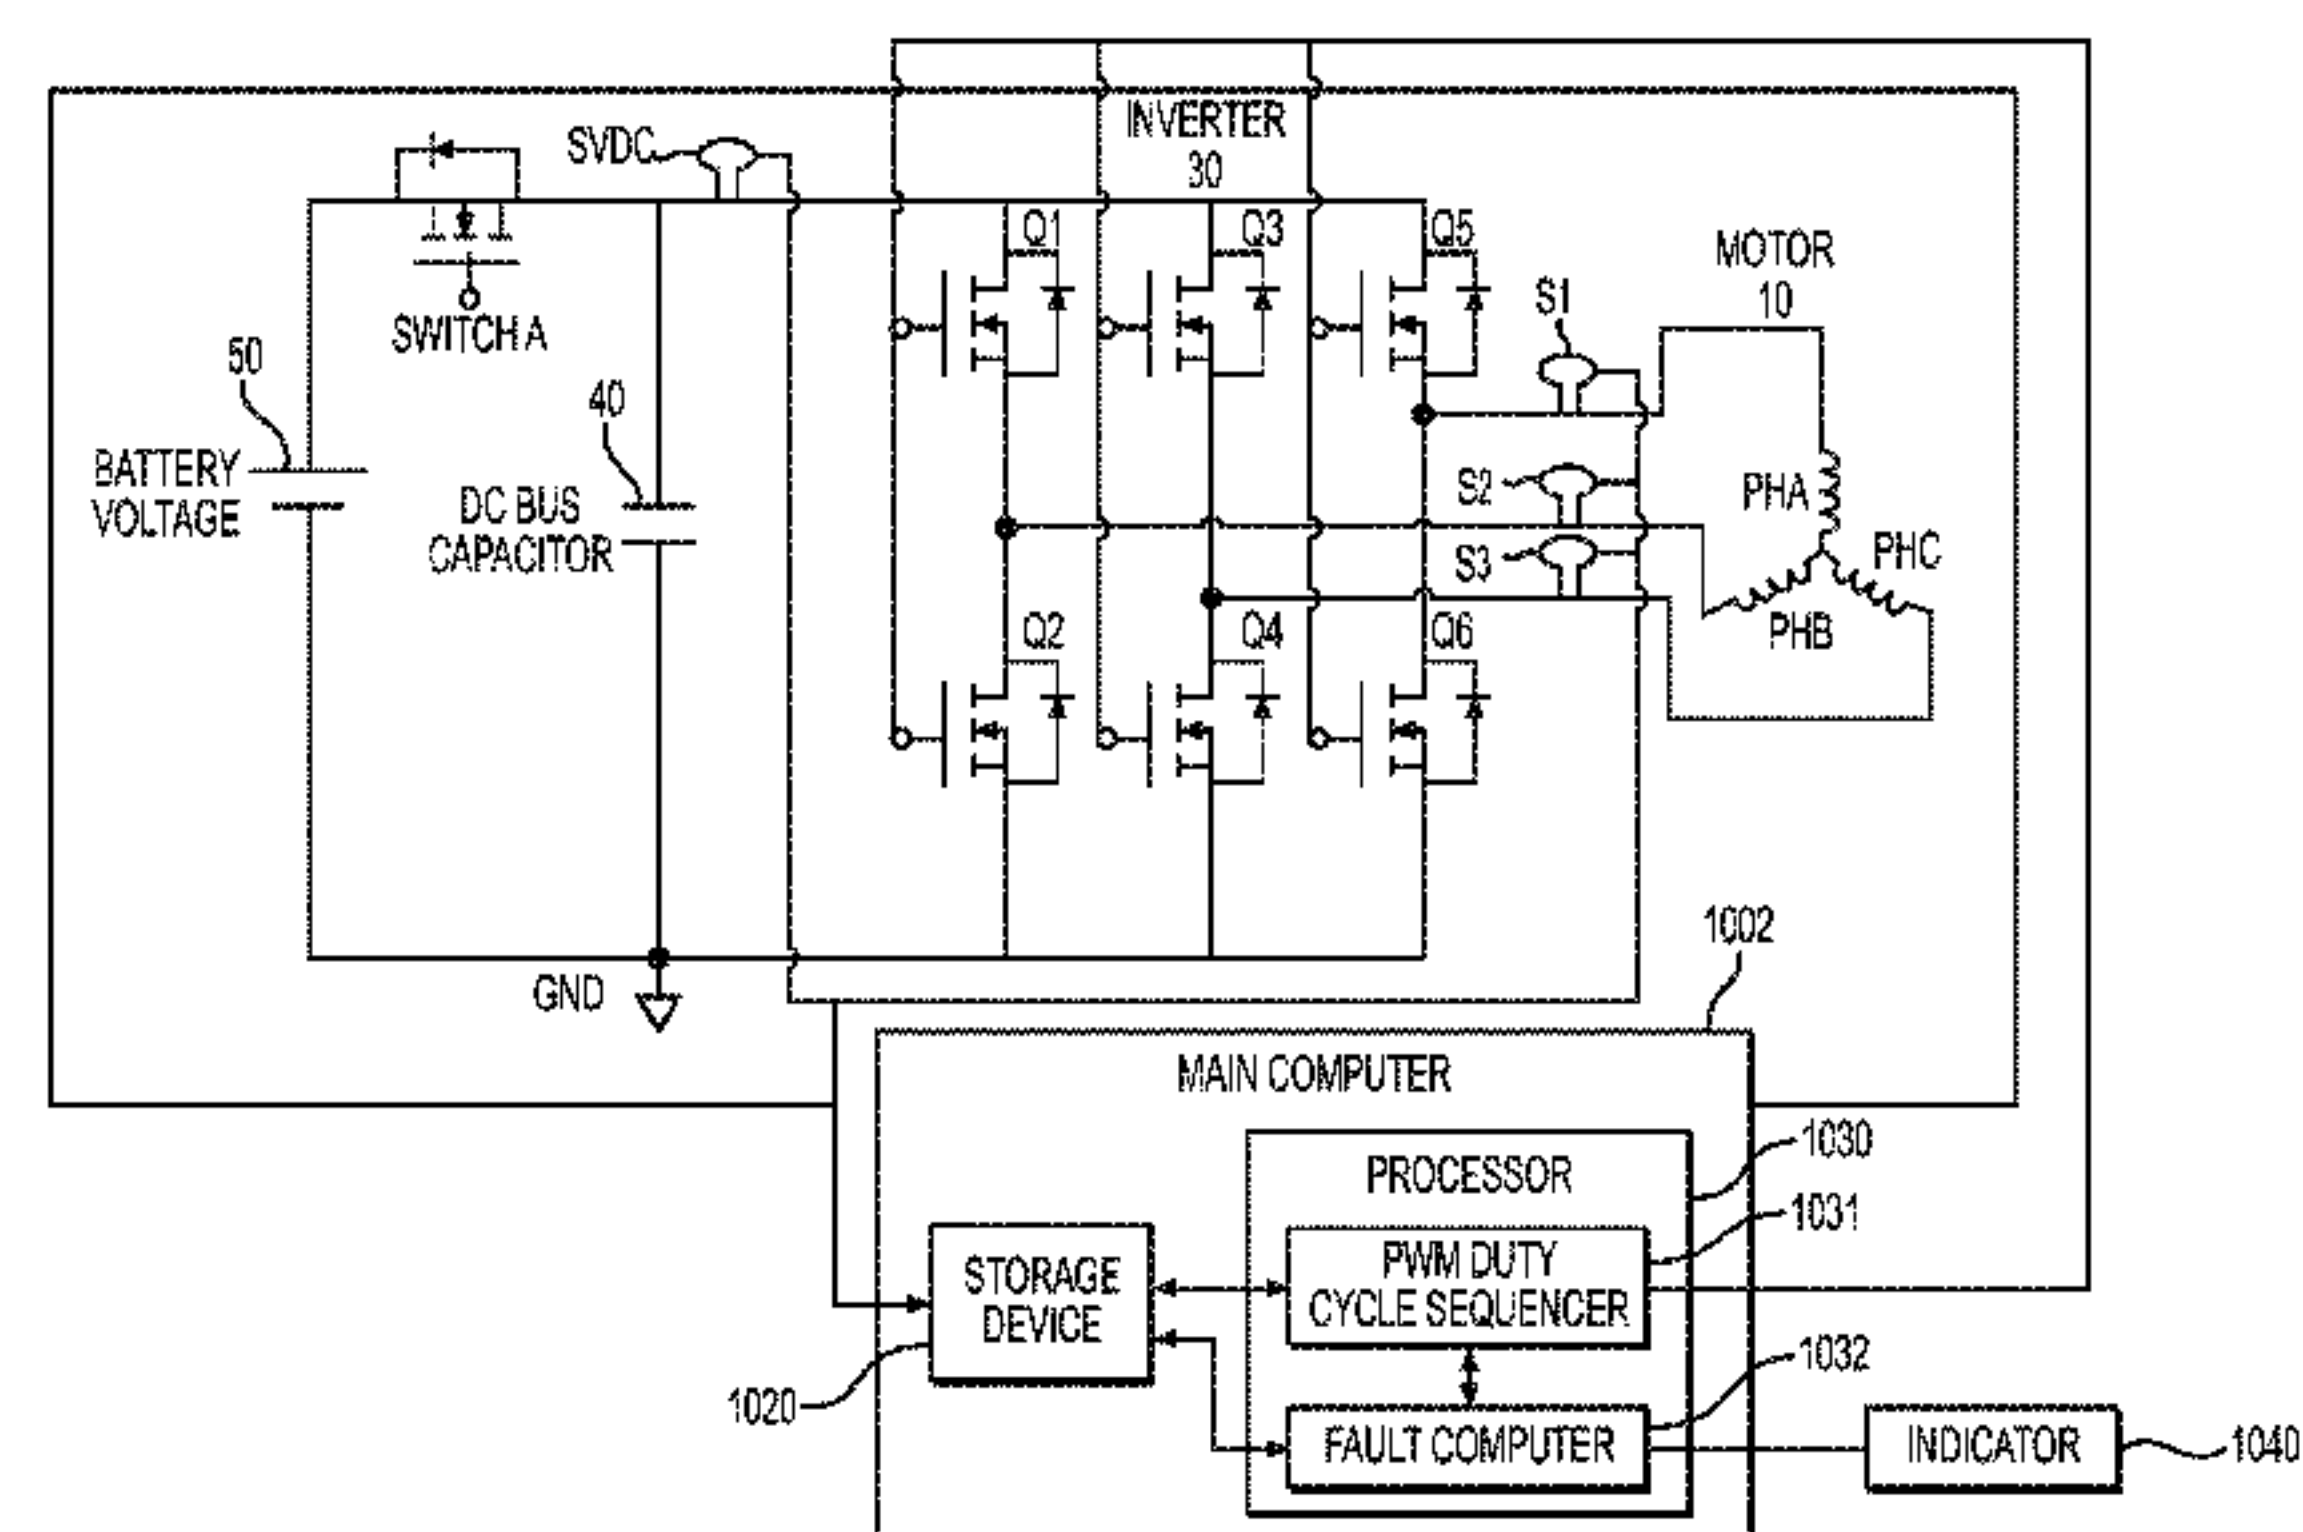 INVERTER
30
SVDC
SWITCH A
50
BATTERY
VOLTAGE
40
DC BUS
CAPACITOR
GND
Q1
Q3
Q5
Q2
Q4
Q6
S1
S2
S3
MOTOR
10
PHA
PHC
PHB
1002
MAIN COMPUTER
1030
PROCESSOR
1031
PWM DUTY
CYCLE SEQUENCER
STORAGE
DEVICE
1020
1032
FAULT COMPUTER
INDICATOR
1040